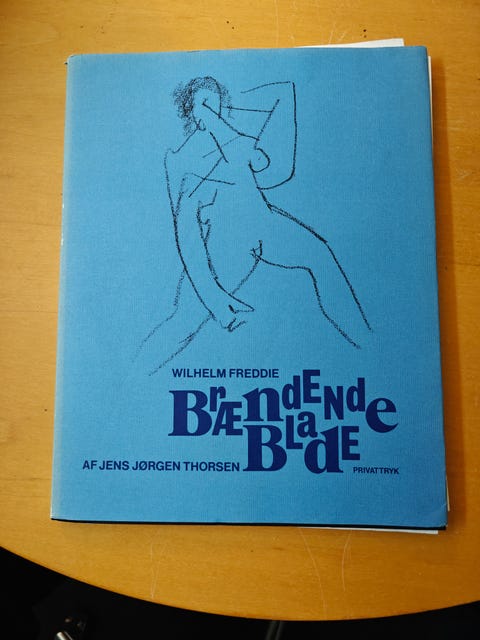 WILHELM FREDDIE
BrÆndENde
BLadE
AF JENS JØRGEN THORSEN
PRIVATTRYK